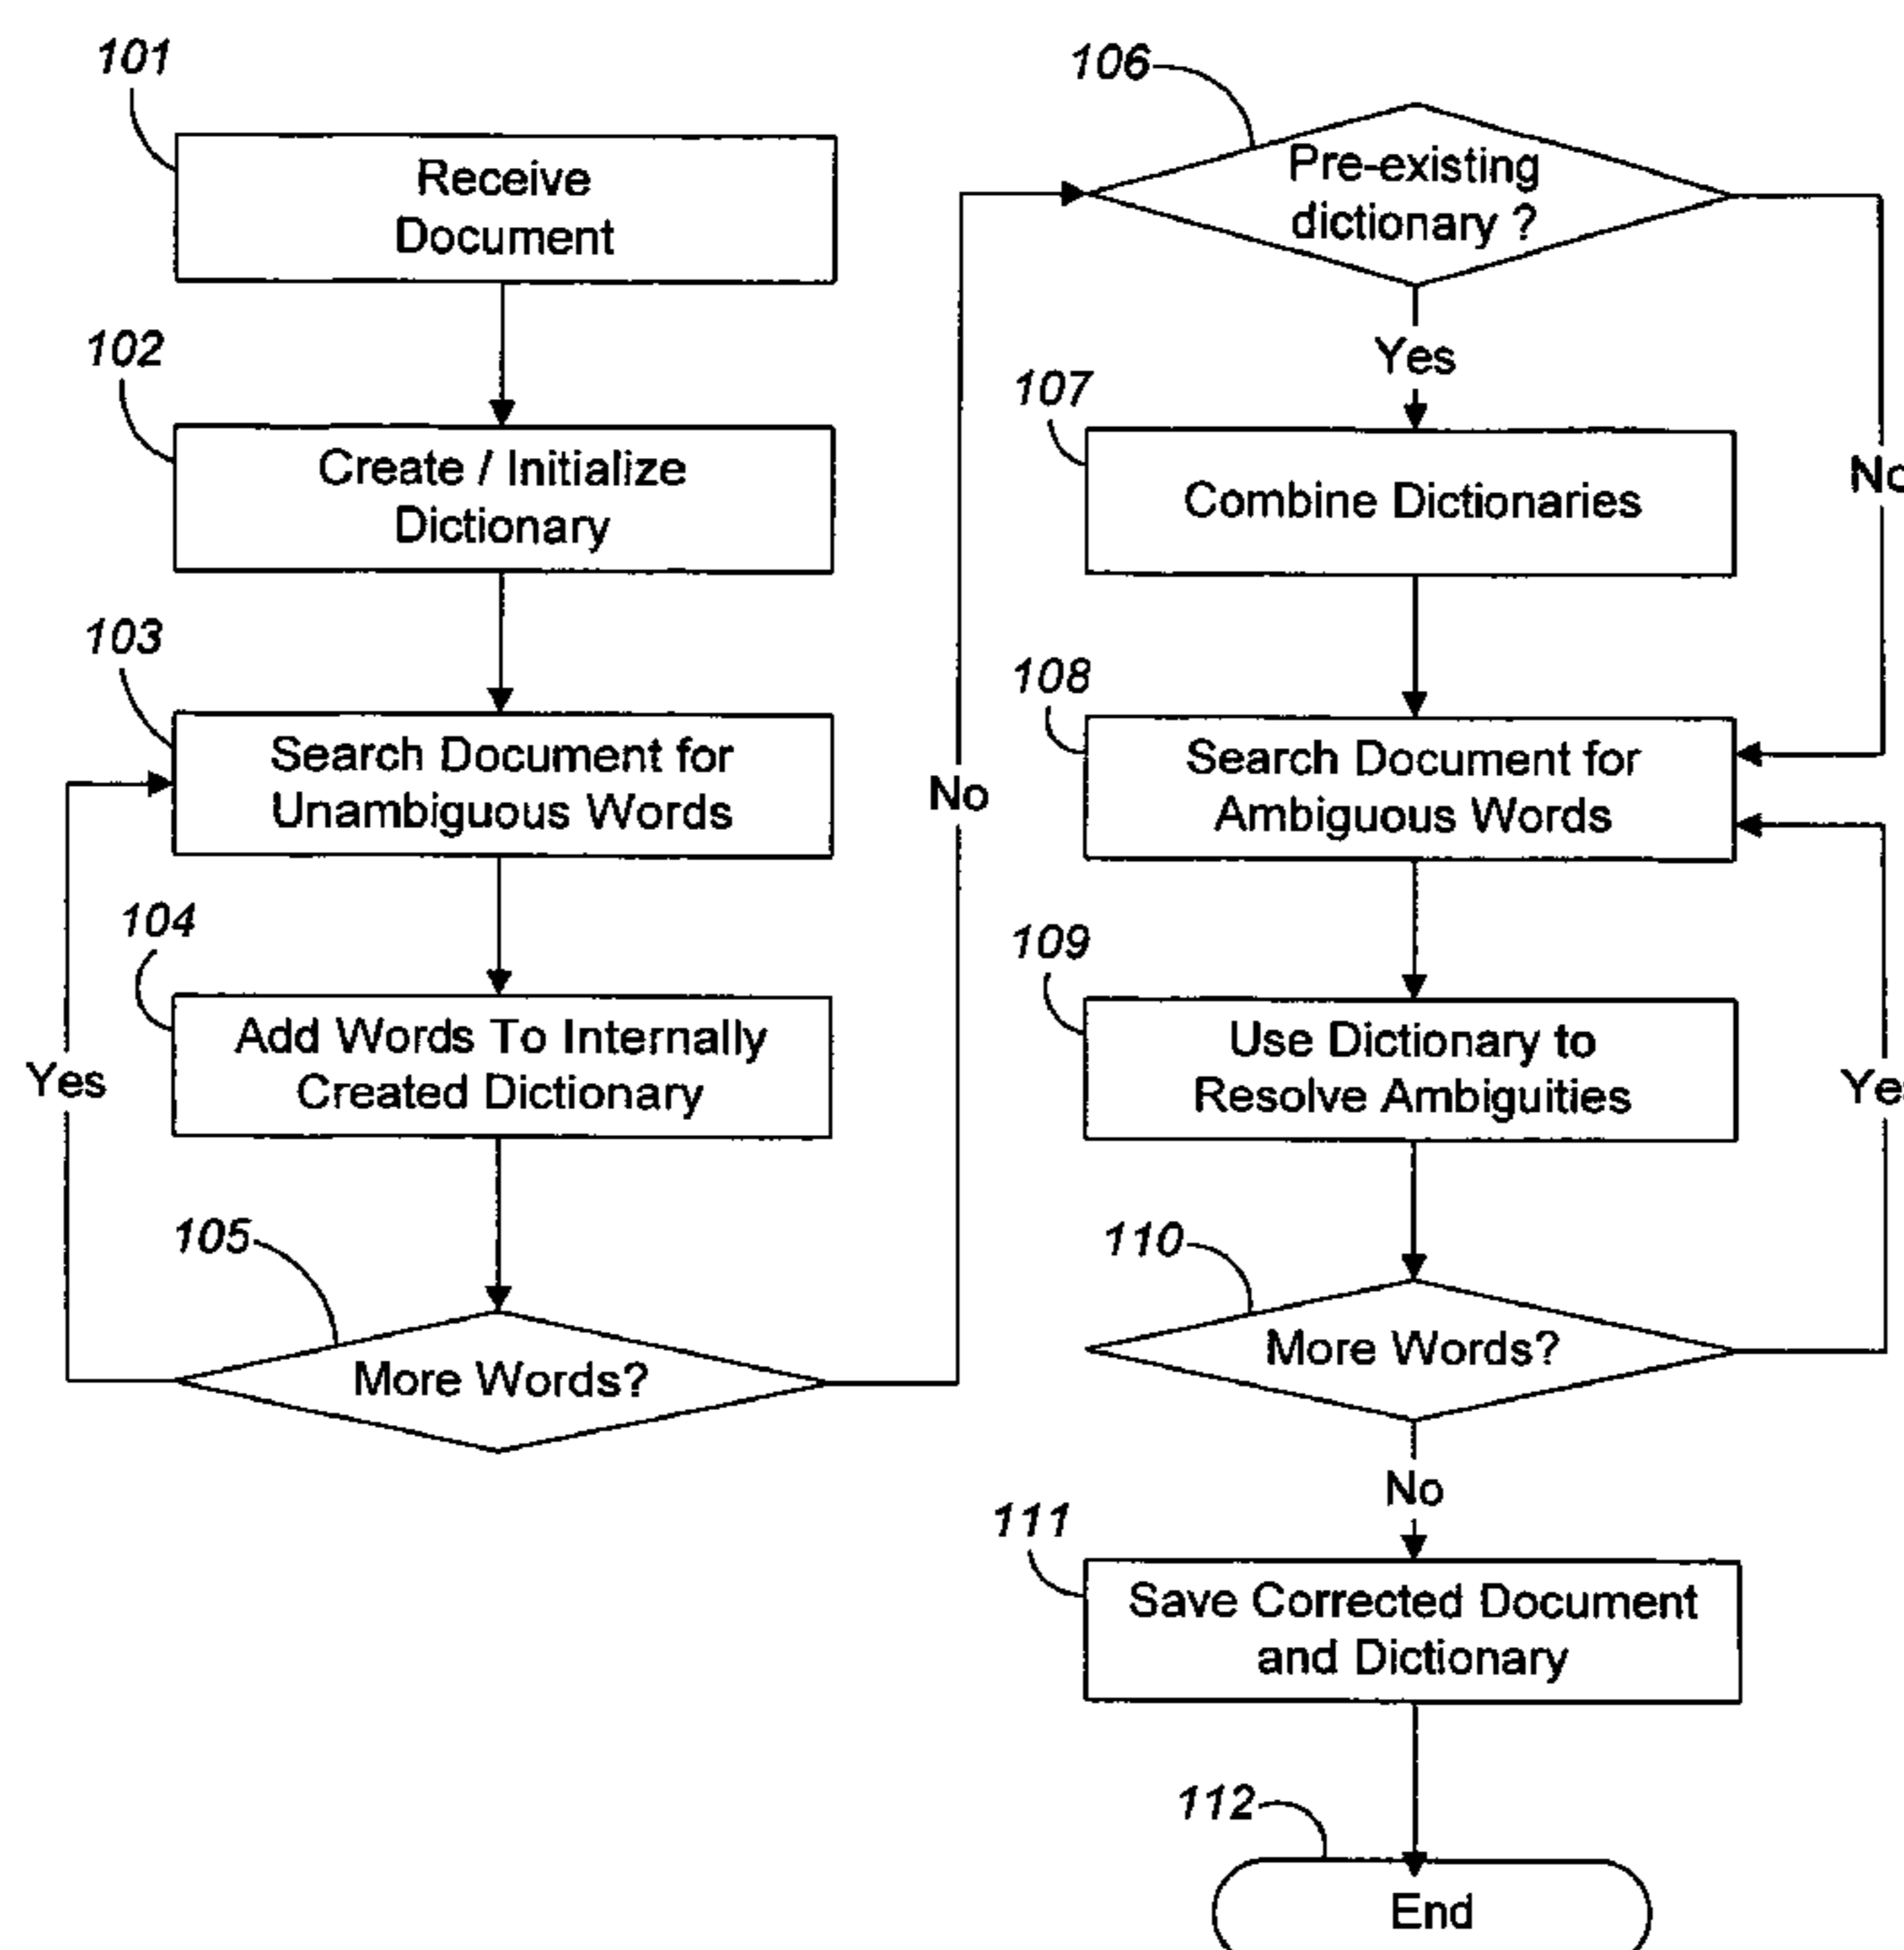 101
Receive
Document
102
Create / Initialize
Dictionary
103
Search Document for
Unambiguous Words
104
Add Words To Internally
Created Dictionary
Yes
105
More Words?
No
106
Pre-existing
dictionary ?
Yes
No
107
Combine Dictionaries
108
Search Document for
Ambiguous Words
109
Use Dictionary to
Resolve Ambiguities
Ye
110
More Words?
No
111
Save Corrected Document
and Dictionary
112
End